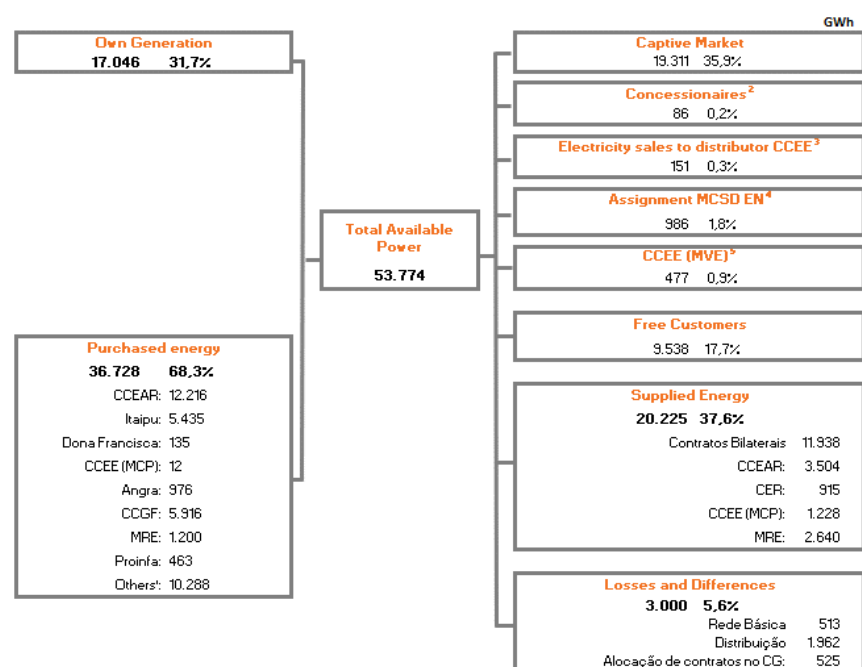 GWh
Own Generation
17.046 31,7%
Purchased energy
36.728 68,3%
CCEAR: 12.216
Itaipu: 5.435
Dona Francisca: 135
CCEE (MCP): 12
Angra: 976
CCGF: 5.916
MRE: 1.200
Proinfa: 463
Others¹: 10.288
Total Available
Power
53.774
Captive Market
19.311 35,9%
Concessionaires²
86 0,2%
Electricity sales to distributor CCEE³
151 0,3%
Assignment MCSD EN⁴
986 1,8%
CCEE (MVE)⁵
477 0,9%
Free Customers
9.538 17,7%
Supplied Energy
20.225 37,6%
Contratos Bilaterais 11.938
CCEAR: 3.504
CER: 915
CCEE (MCP): 1.228
MRE: 2.640
Losses and Differences
3.000 5,6%
Rede Básica 513
Distribuição 1.962
Alocação de contratos no CG: 525